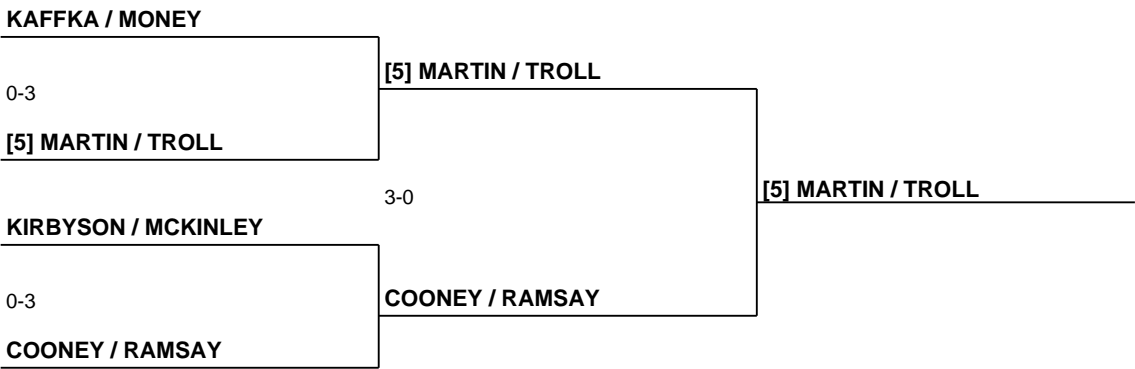 KAFFKA / MONEY
[5] MARTIN / TROLL
0-3
[5] MARTIN / TROLL
[5] MARTIN / TROLL
3-0
KIRBYSON / MCKINLEY
COONEY / RAMSAY
0-3
COONEY / RAMSAY